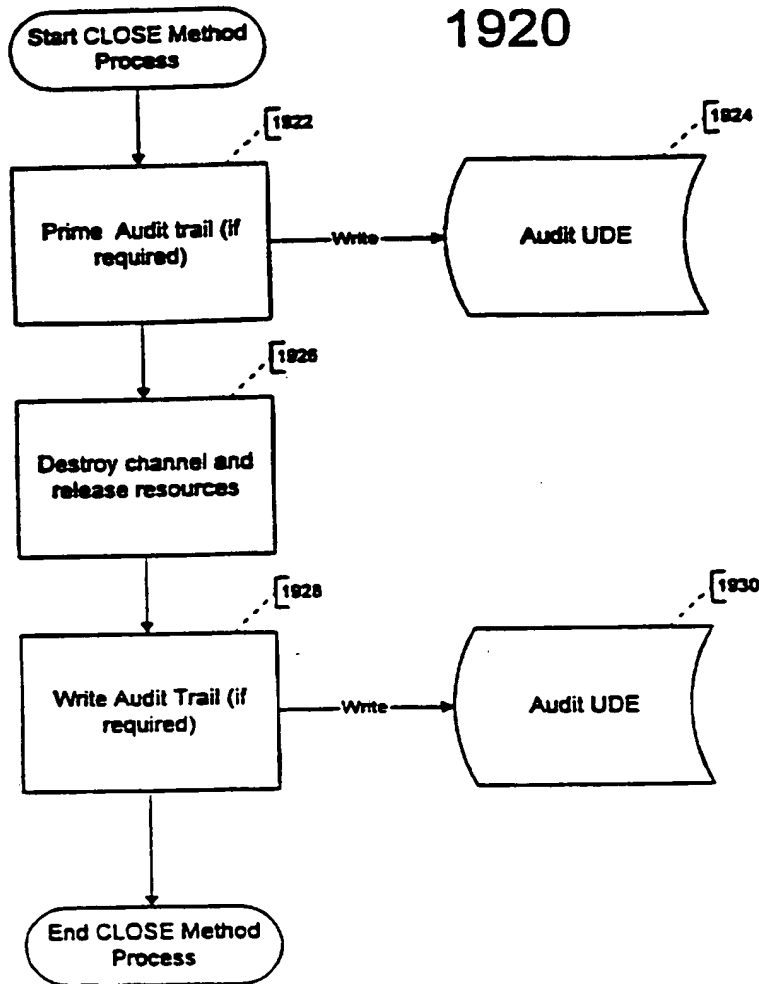 1920
Start CLOSE Method
Process
1922
1924
Prime Audit trail (if
required)
Write
Audit UDE
1926
Destroy channel and
release resources
1928
1930
Write Audit Trail (if
required)
Write
Audit UDE
End CLOSE Method
Process